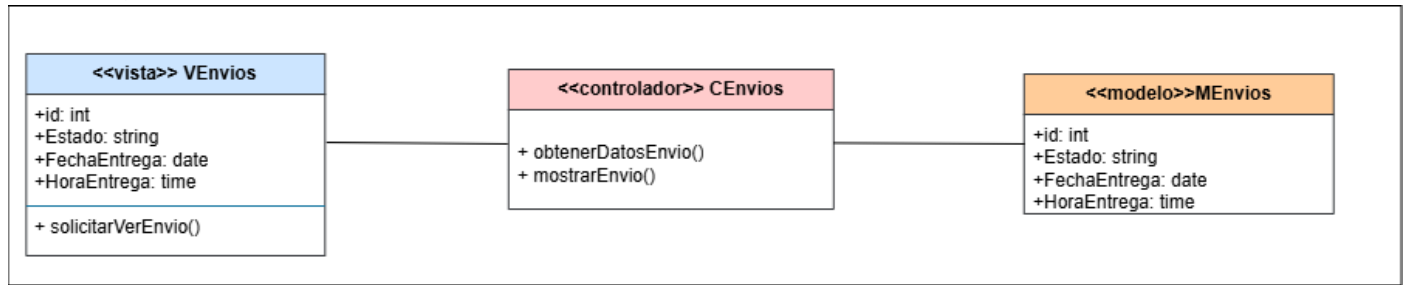 <<vista>> VEnvios
+id: int
+Estado: string
+FechaEntrega: date
+HoraEntrega: time
+ solicitarVerEnvio()
<<controlador>> CEnvios
+ obtenerDatosEnvio()
+ mostrarEnvio()
<<modelo>>MEnvios
+id: int
+Estado: string
+FechaEntrega: date
+HoraEntrega: time